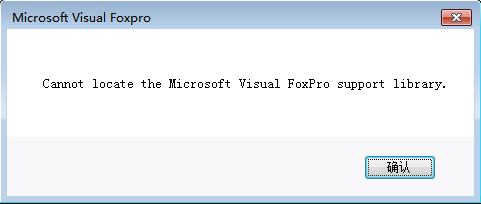 Microsoft Visual Foxpro
Cannot locate the Microsoft Visual FoxPro support library.
确认